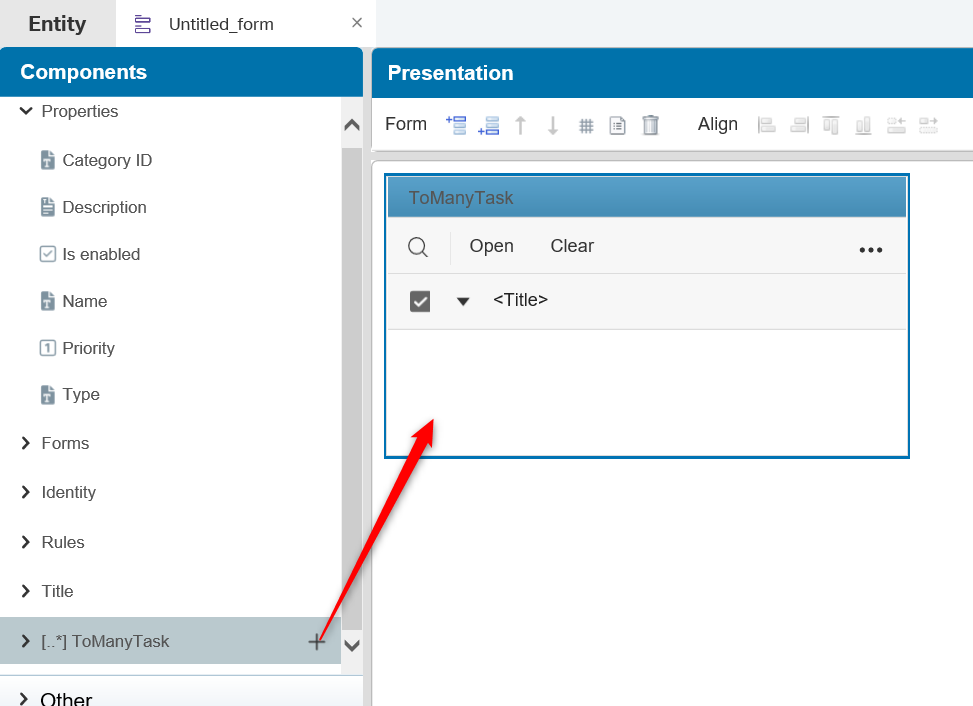 Entity
Untitled_form
Components
Properties
Category ID
Description
Is enabled
Name
1 Priority
Type
Forms
Identity
Rules
Title
[..*] ToManyTask
Other
Presentation
Form
Align
ToManyTask
Open Clear
<Title>